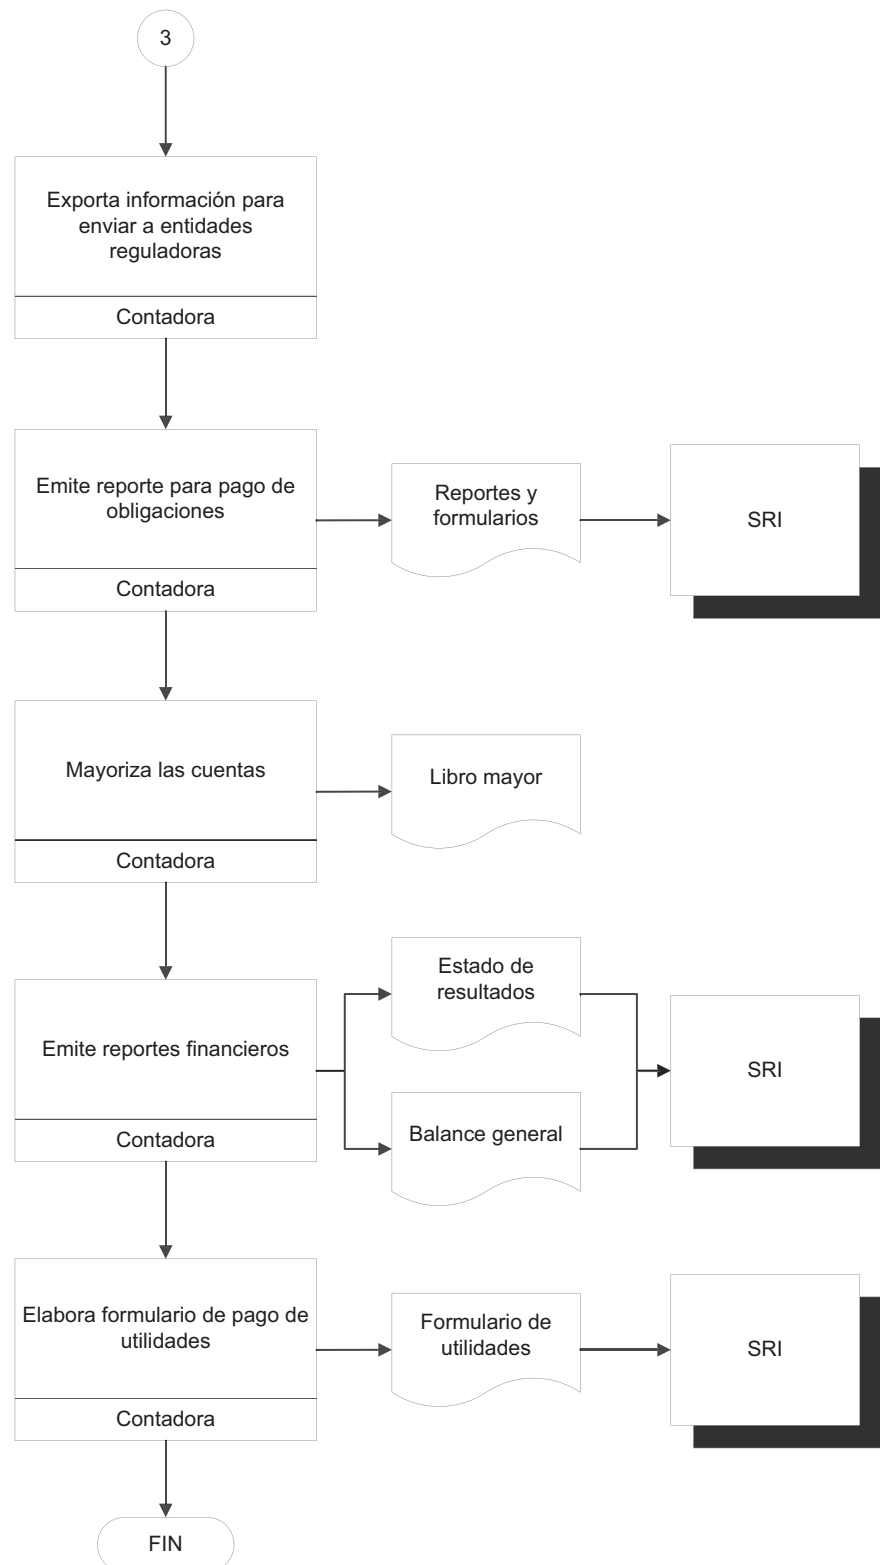 3
Exporta información para
enviar a entidades
reguladoras
Contadora
Emite reporte para pago de
obligaciones
Contadora
Reportes y
formularios
SRI
Mayoriza las cuentas
Contadora
Libro mayor
Emite reportes financieros
Contadora
Estado de
resultados
Balance general
SRI
Elabora formulario de pago de
utilidades
Contadora
Formulario de
utilidades
SRI
FIN